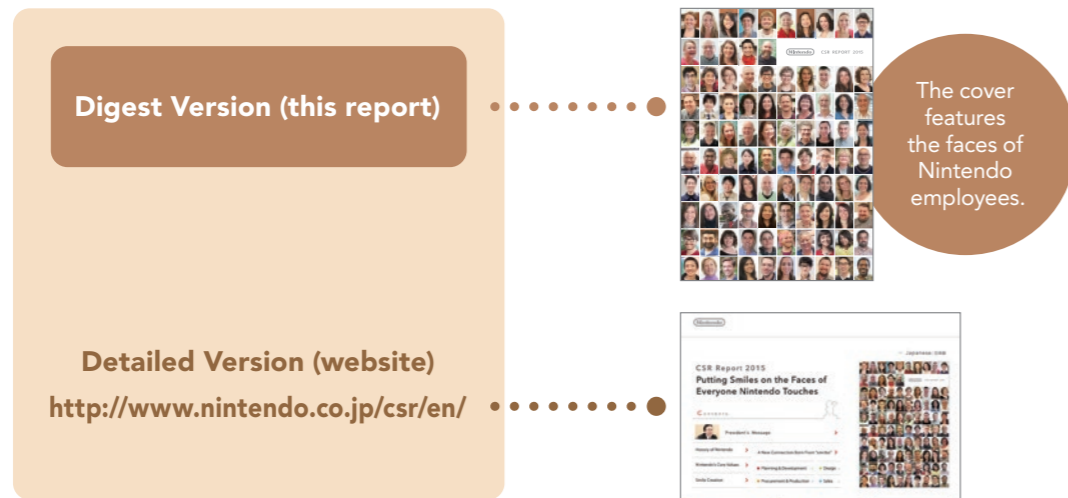 Digest Version (this report)
Nintendo
CSR REPORT 2015
The cover
features
the faces of
Nintendo
employees.
Detailed Version (website)
http://www.nintendo.co.jp/csr/en/
Nintendo
CSR Report 2015
Putting Smiles on the Faces of
Everyone Nintendo Touches
President's Message
History of Nintendo
Nintendo's Core Values
Smile Creation
Planning & Development
Design
Procurement & Production
Sales